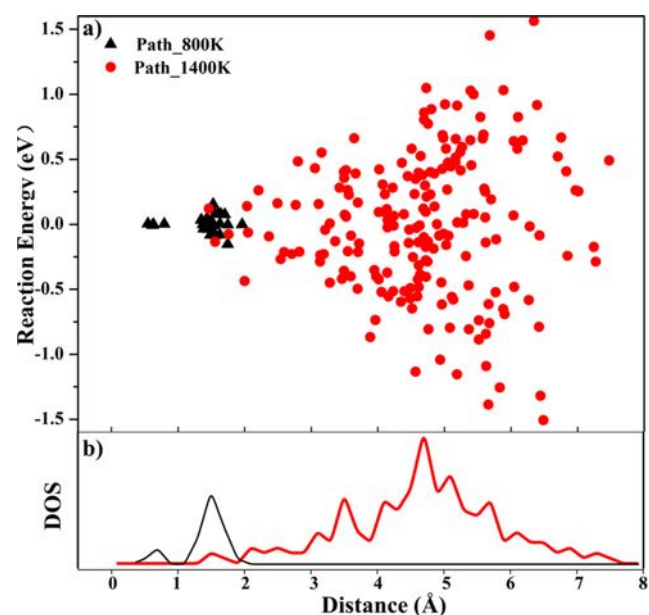 a)
Path_800K
Path_1400K
Reaction Energy (eV)
1.5
1.0
0.5
0.0
-0.5
-1.0
-1.5
b)
DOS
0 1 2 3 4 5 6 7 8
Distance (Å)